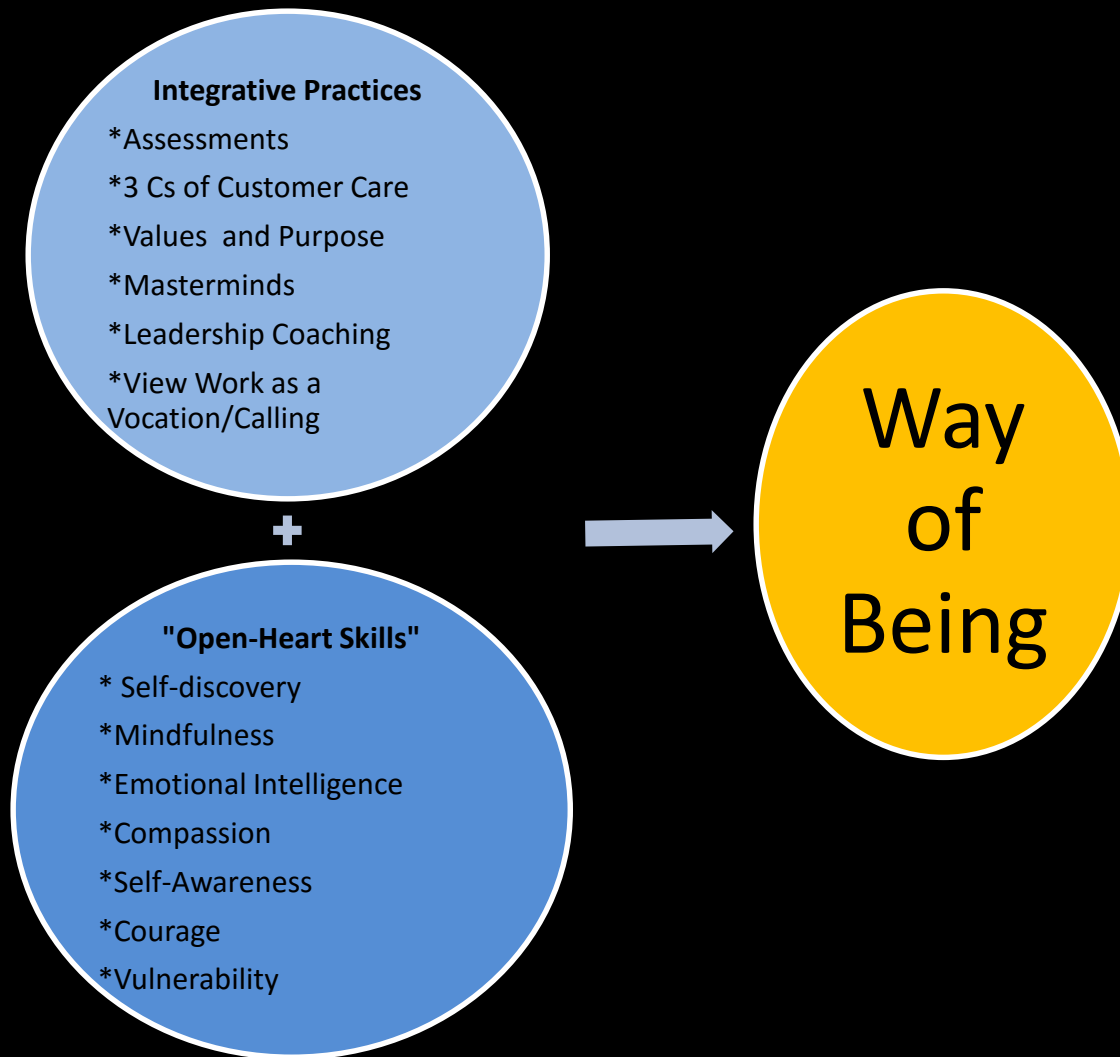 Integrative Practices
*Assessments
*3 Cs of Customer Care
*Values  and Purpose
*Masterminds
*Leadership Coaching
*View Work as a
Vocation/Calling
+
"Open-Heart Skills"
* Self-discovery
*Mindfulness
*Emotional Intelligence
*Compassion
*Self-Awareness
*Courage
*Vulnerability
Way
of
Being